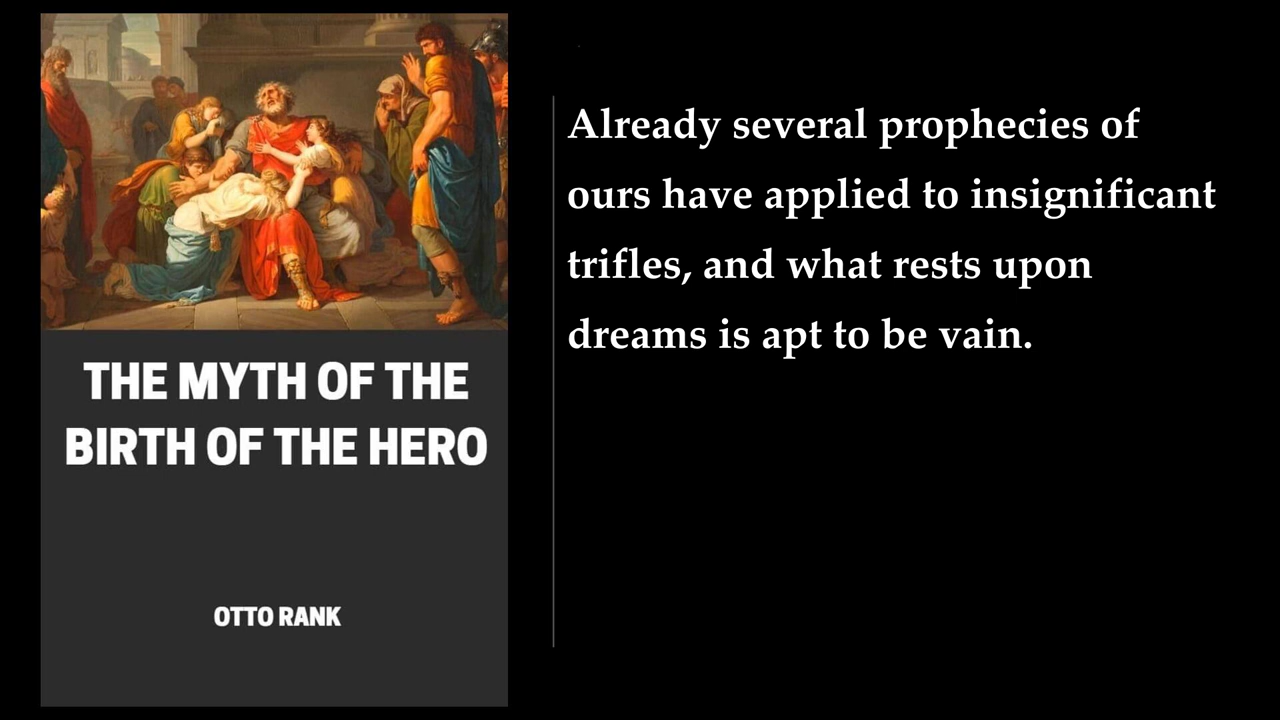 THE MYTH OF THE
BIRTH OF THE HERO
OTTO RANK
Already several prophecies of
ours have applied to insignificant
trifles, and what rests upon
dreams is apt to be vain.